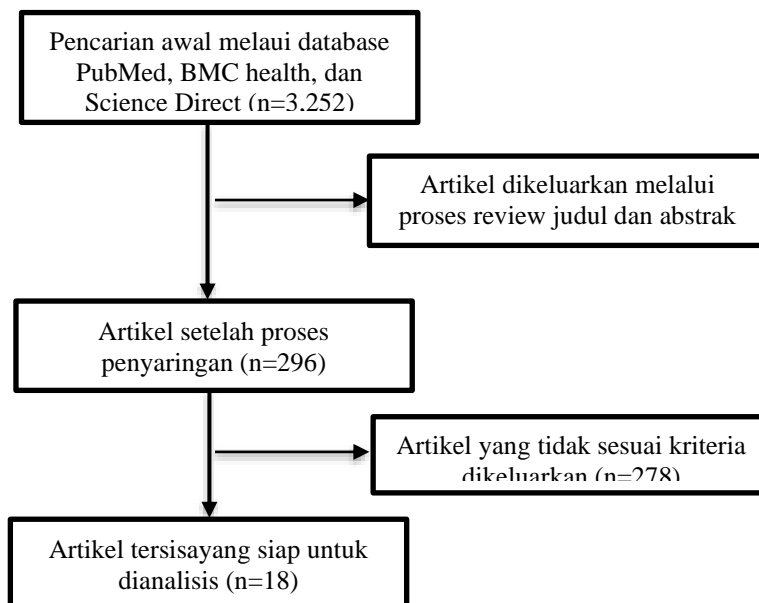 Pencarian awal melaui database
PubMed, BMC health, dan
Science Direct (n=3.252)
Artikel dikeluarkan melalui
proses review judul dan abstrak
Artikel setelah proses
penyaringan (n=296)
Artikel yang tidak sesuai kriteria
dikeluarkan (n=278)
Artikel tersisayang siap untuk
dianalisis (n=18)